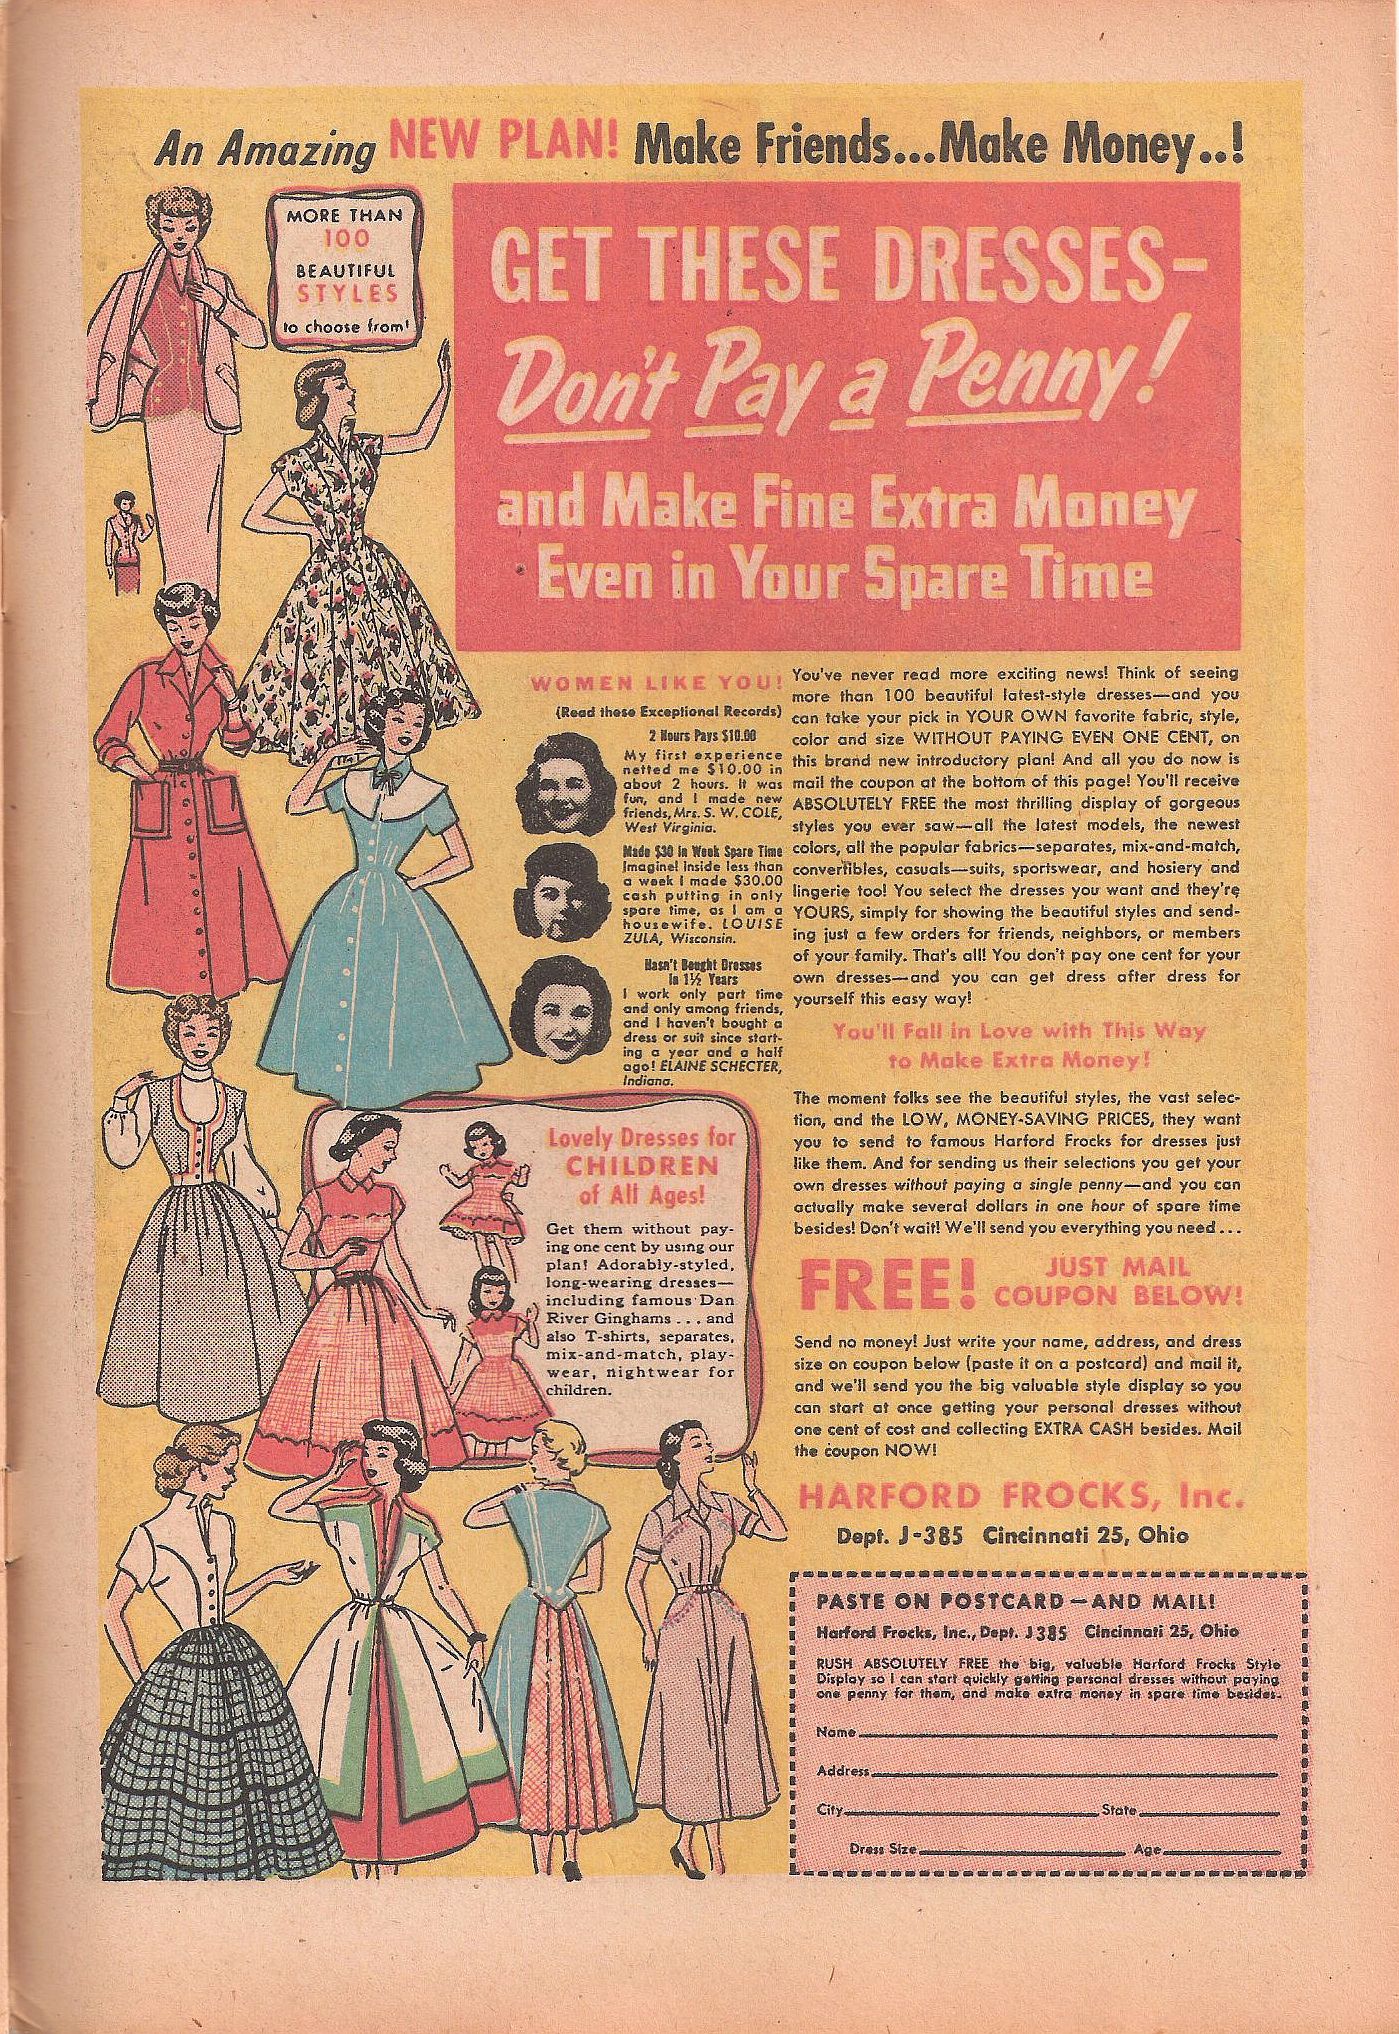 An Amazing NEW PLAN! Make Friends...Make Money..!
MORE THAN
100
BEAUTIFUL
STYLES
to choose from!
GET THESE DRESSES-
Don't Pay a Penny!
and Make Fine Extra Money
Even in Your Spare Time
WOMEN LIKE YOU!
(Read these Exceptional Records)
2 Hours Pays $10.00
My first experience
netted me $10.00 in
about 2 hours. It was
fun, and I made new
friends, Mrs. S. W. COLE,
West Virginia.
Made $30 in Week Spare Time
Imagine! Inside less than
a week I made $30.00
cash putting in only
spare time, as I am a
housewife. LOUISE
ZULA, Wisconsin.
Hasn't Bought Dresses
In 1½ Years
I work only part time
and only among friends,
and I haven't bought a
dress or suit since start-
ing a year and a half
ago! ELAINE SCHECTER,
Indiana.
Lovely Dresses for
CHILDREN
of All Ages!
Get them without pay-
ing one cent by using our
plan! Adorably-styled,
long-wearing dresses—
including famous Dan
River Ginghams . . . and
also T-shirts, separates,
mix-and-match, play-
wear, nightwear for
children.
You've never read more exciting news! Think of seeing
more than 100 beautiful latest-style dresses—and you
can take your pick in YOUR OWN favorite fabric, style,
color and size WITHOUT PAYING EVEN ONE CENT, on
this brand new introductory plan! And all you do now is
mail the coupon at the bottom of this page! You'll receive
ABSOLUTELY FREE the most thrilling display of gorgeous
styles you ever saw—all the latest models, the newest
colors, all the popular fabrics—separates, mix-and-match,
convertibles, casuals—suits, sportswear, and hosiery and
lingerie too! You select the dresses you want and they're
YOURS, simply for showing the beautiful styles and send-
ing just a few orders for friends, neighbors, or members
of your family. That's all! You don't pay one cent for your
own dresses—and you can get dress after dress for
yourself this easy way!
You'll Fall in Love with This Way
to Make Extra Money!
The moment folks see the beautiful styles, the vast selec-
tion, and the LOW, MONEY-SAVING PRICES, they want
you to send to famous Harford Frocks for dresses just
like them. And for sending us their selections you get your
own dresses without paying a single penny—and you can
actually make several dollars in one hour of spare time
besides! Don't wait! We'll send you everything you need...
FREE! JUST MAIL
COUPON BELOW!
Send no money! Just write your name, address, and dress
size on coupon below (paste it on a postcard) and mail it,
and we'll send you the big valuable style display so you
can start at once getting your personal dresses without
one cent of cost and collecting EXTRA CASH besides. Mail
the coupon NOW!
HARFORD FROCKS, Inc.
Dept. J-385 Cincinnati 25, Ohio
PASTE ON POSTCARD—AND MAIL!
Harford Frocks, Inc., Dept. J385 Cincinnati 25, Ohio
RUSH ABSOLUTELY FREE the big, valuable Harford Frocks Style
Display so I can start quickly getting personal dresses without paying
one penny for them, and make extra money in spare time besides.
Name
Address
City State
Dress Size Age